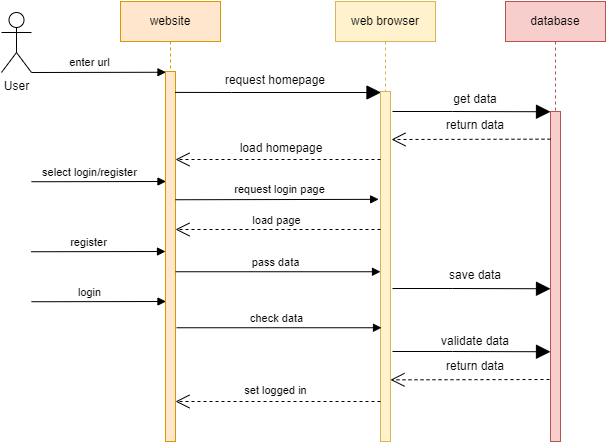 website
web browser
database
User
enter url
request homepage
get data
return data
load homepage
select login/register
request login page
load page
register
pass data
save data
login
check data
validate data
return data
set logged in